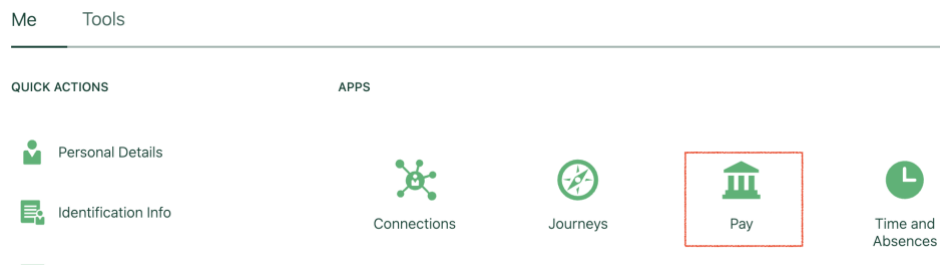 Me
Tools
QUICK ACTIONS
APPS
Personal Details
Identification Info
Connections
Journeys
Pay
Time and
Absences